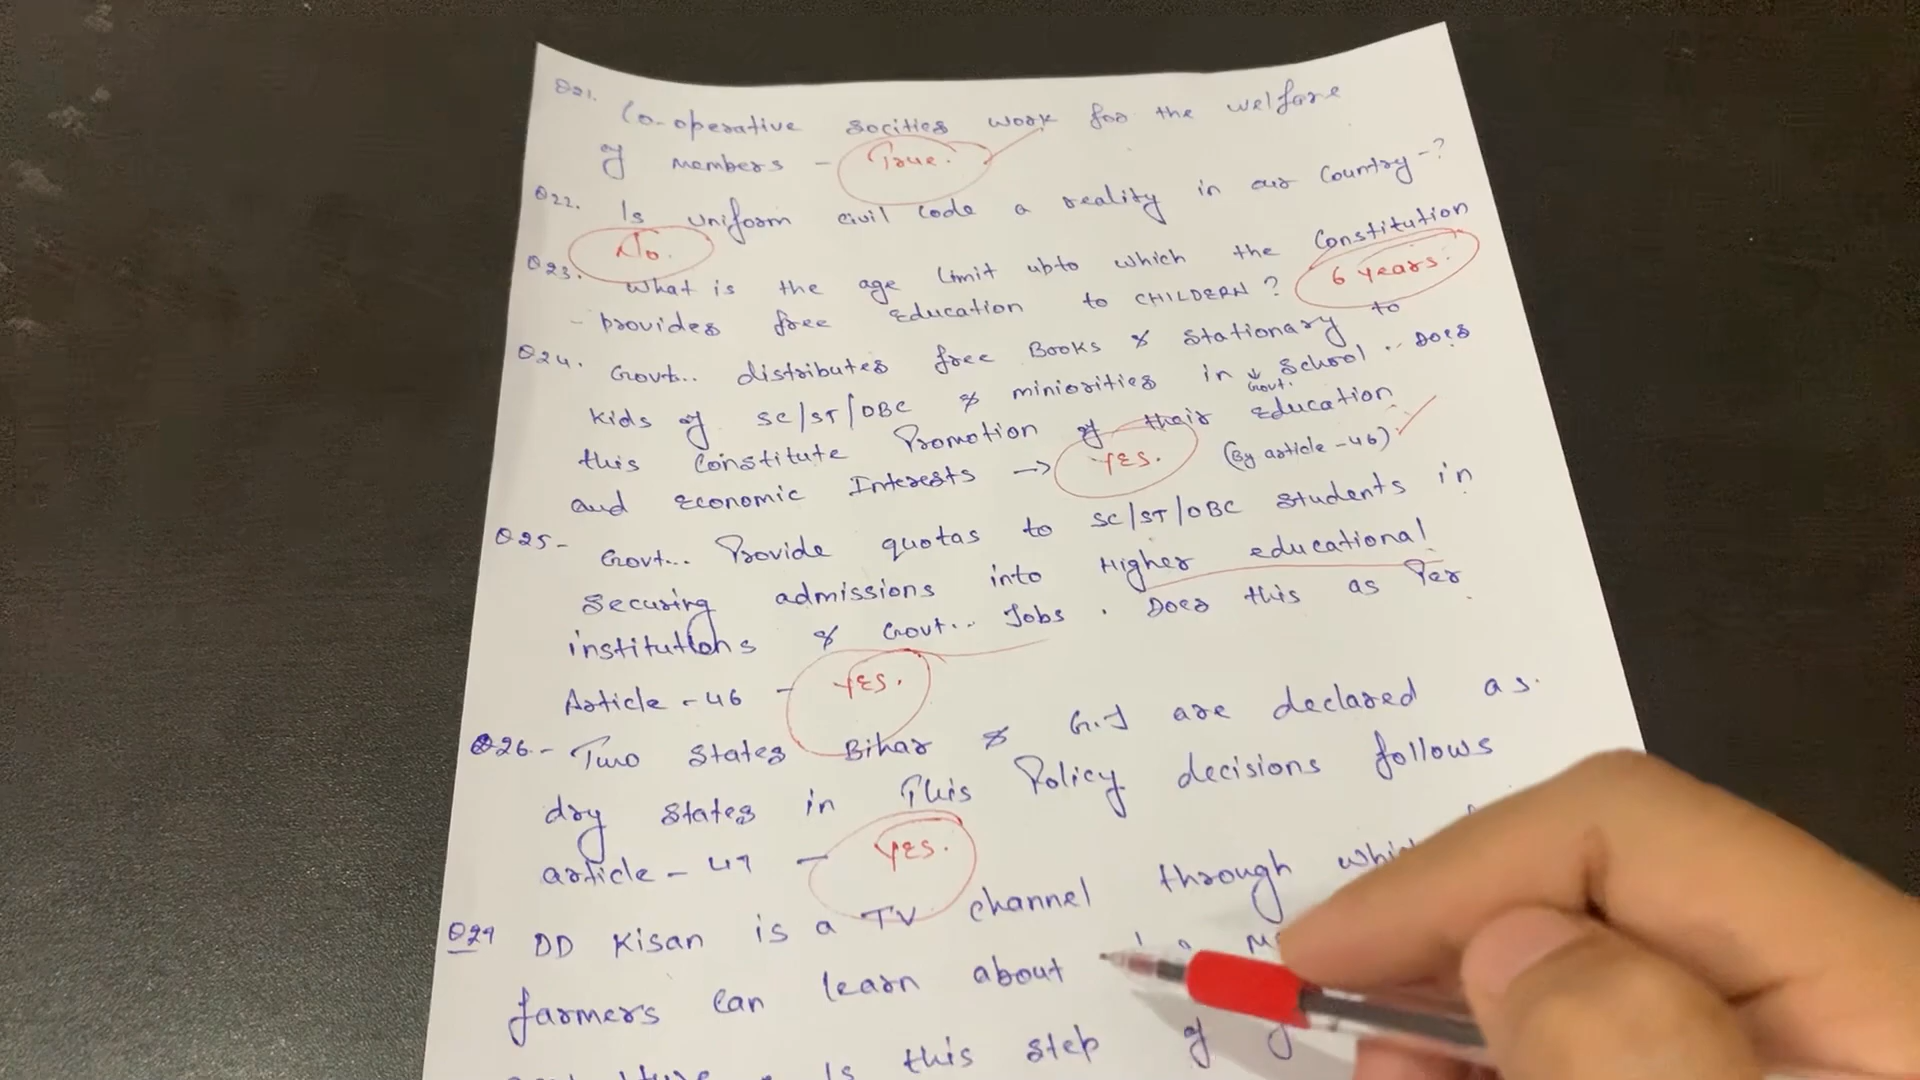 Q21. Co-operative socities work for the welfare
of members - True.
Q22. Is uniform civil code a reality in our country-?
No.
Q23. What is the age limit upto which the Constitution
- provides free Education to CHILDERN ? 6 years.
Q24. Govt.. distributes free Books & Stationary to
kids of SC/ST/OBC & miniorities in Govt. School .. Does
this Constitute Promotion of their Education
and Economic Interests → YES. (By article -46)
Q25- Govt... Provide quotas to SC/ST/OBC students in
securing admissions into Higher educational
institutions & Govt... Jobs . Does this as Per
Article - 46 - YES.
Q26.- Two states Bihar & G.J are declared as.
dry states in This Policy decisions follows
article - 47 - YES.
Q27 DD Kisan is a TV channel through
farmers can learn about
Is this step of